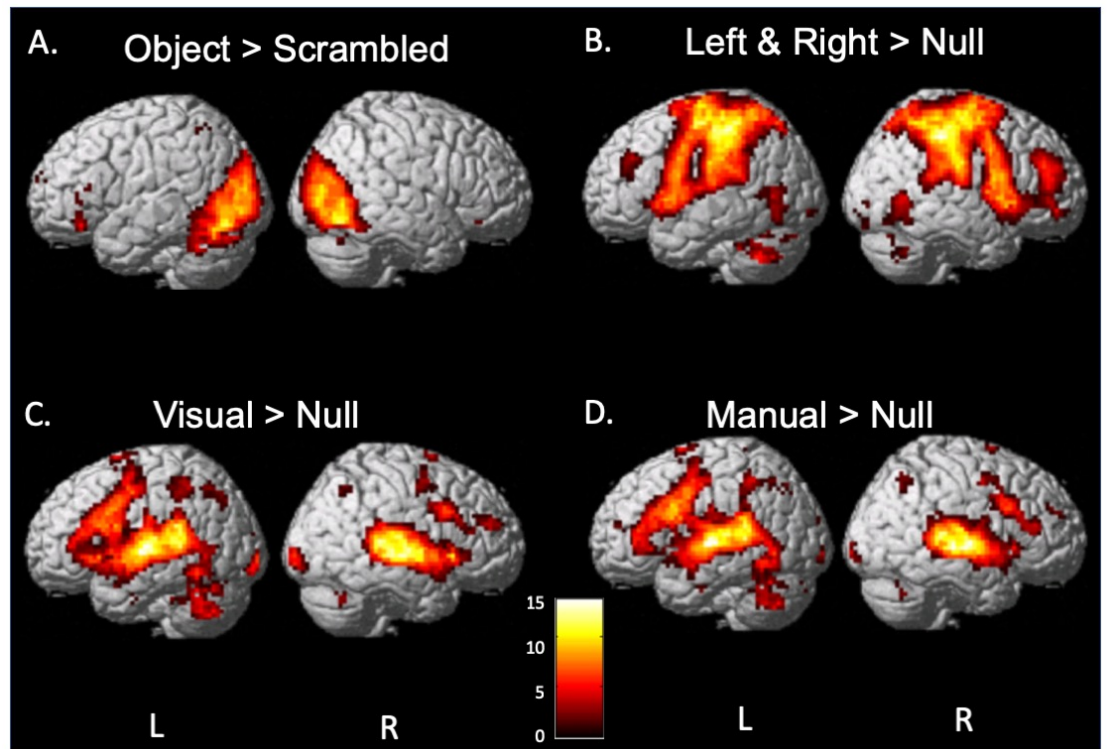 A.
Object > Scrambled
B.
Left & Right > Null
C.
Visual > Null
D.
Manual > Null
15
10
5
0
L
R
L
R